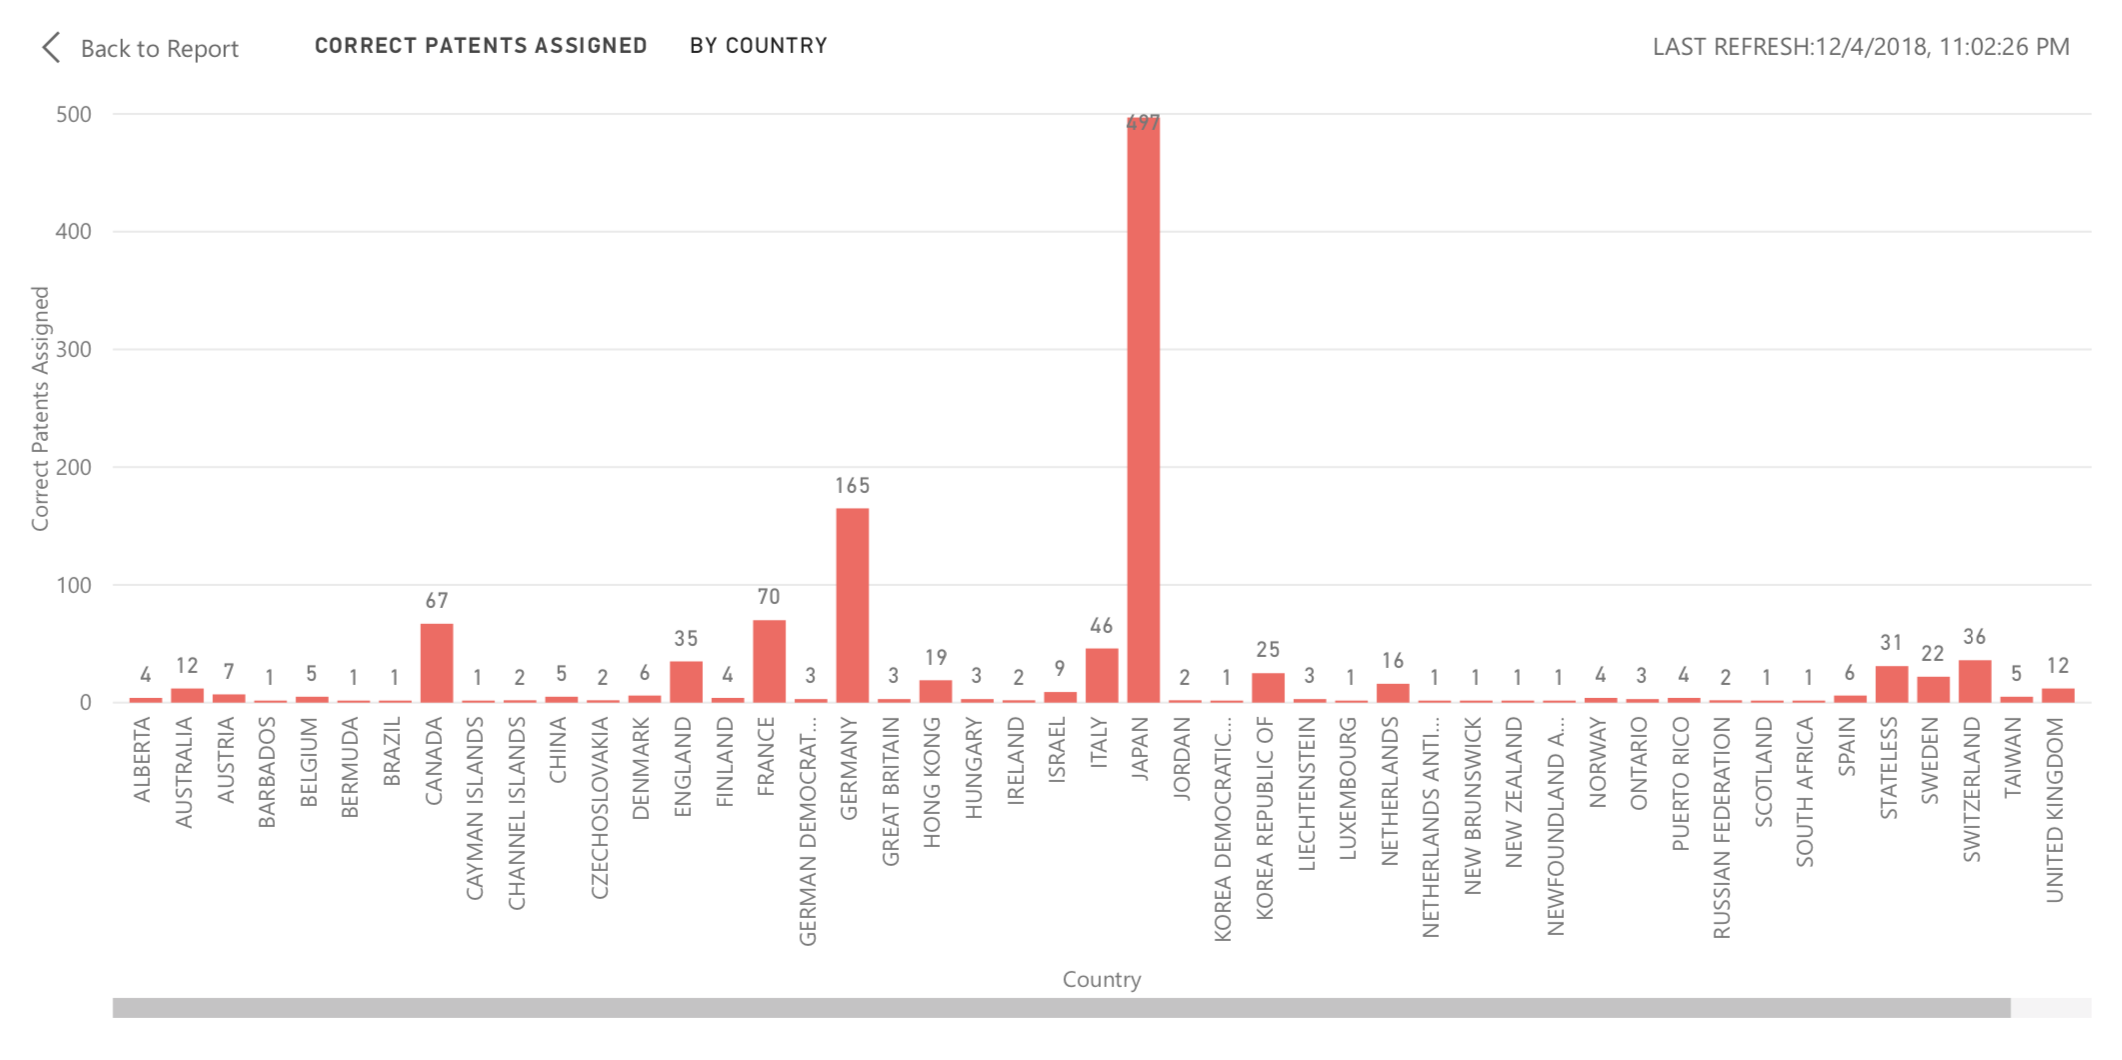 Back to Report
CORRECT PATENTS ASSIGNED BY COUNTRY
LAST REFRESH:12/4/2018, 11:02:26 PM
Correct Patents Assigned
500
400
300
200
100
0
4 12 7 1 5 1 1 67 1 2 5 2 6 35 4 70 3 165 3 19 3 2 9 46 497 2 1 25 3 1 16 1 1 1 1 4 3 4 2 1 1 6 31 22 36 5 12
ALBERTA
AUSTRALIA
AUSTRIA
BARBADOS
BELGIUM
BERMUDA
BRAZIL
CANADA
CAYMAN ISLANDS
CHANNEL ISLANDS
CHINA
CZECHOSLOVAKIA
DENMARK
ENGLAND
FINLAND
FRANCE
GERMAN DEMOCRAT...
GERMANY
GREAT BRITAIN
HONG KONG
HUNGARY
IRELAND
ISRAEL
ITALY
JAPAN
JORDAN
KOREA DEMOCRATIC...
KOREA REPUBLIC OF
LIECHTENSTEIN
LUXEMBOURG
NETHERLANDS
NETHERLANDS ANTI...
NEW BRUNSWICK
NEW ZEALAND
NEWFOUNDLAND A...
NORWAY
ONTARIO
PUERTO RICO
RUSSIAN FEDERATION
SCOTLAND
SOUTH AFRICA
SPAIN
STATELESS
SWEDEN
SWITZERLAND
TAIWAN
UNITED KINGDOM
Country